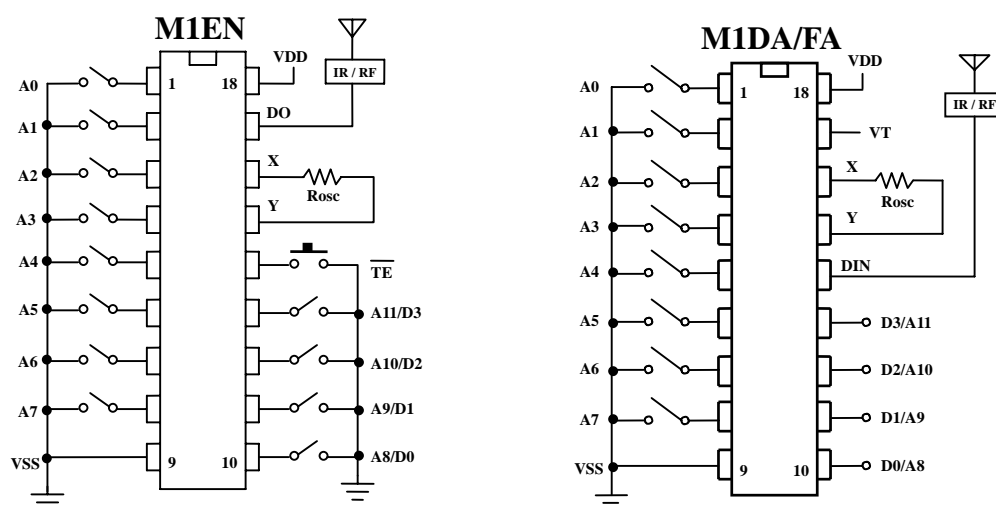 M1EN
VDD
IR / RF
A0
1
18
DO
A1
X
A2
Rosc
Y
A3
A4
TE
A5
A11/D3
A6
A10/D2
A7
A9/D1
VSS
9
10
A8/D0
M1DA/FA
VDD
IR / RF
A0
1
18
A1
VT
X
A2
Rosc
Y
A3
DIN
A4
A5
D3/A11
A6
D2/A10
A7
D1/A9
VSS
9
10
D0/A8